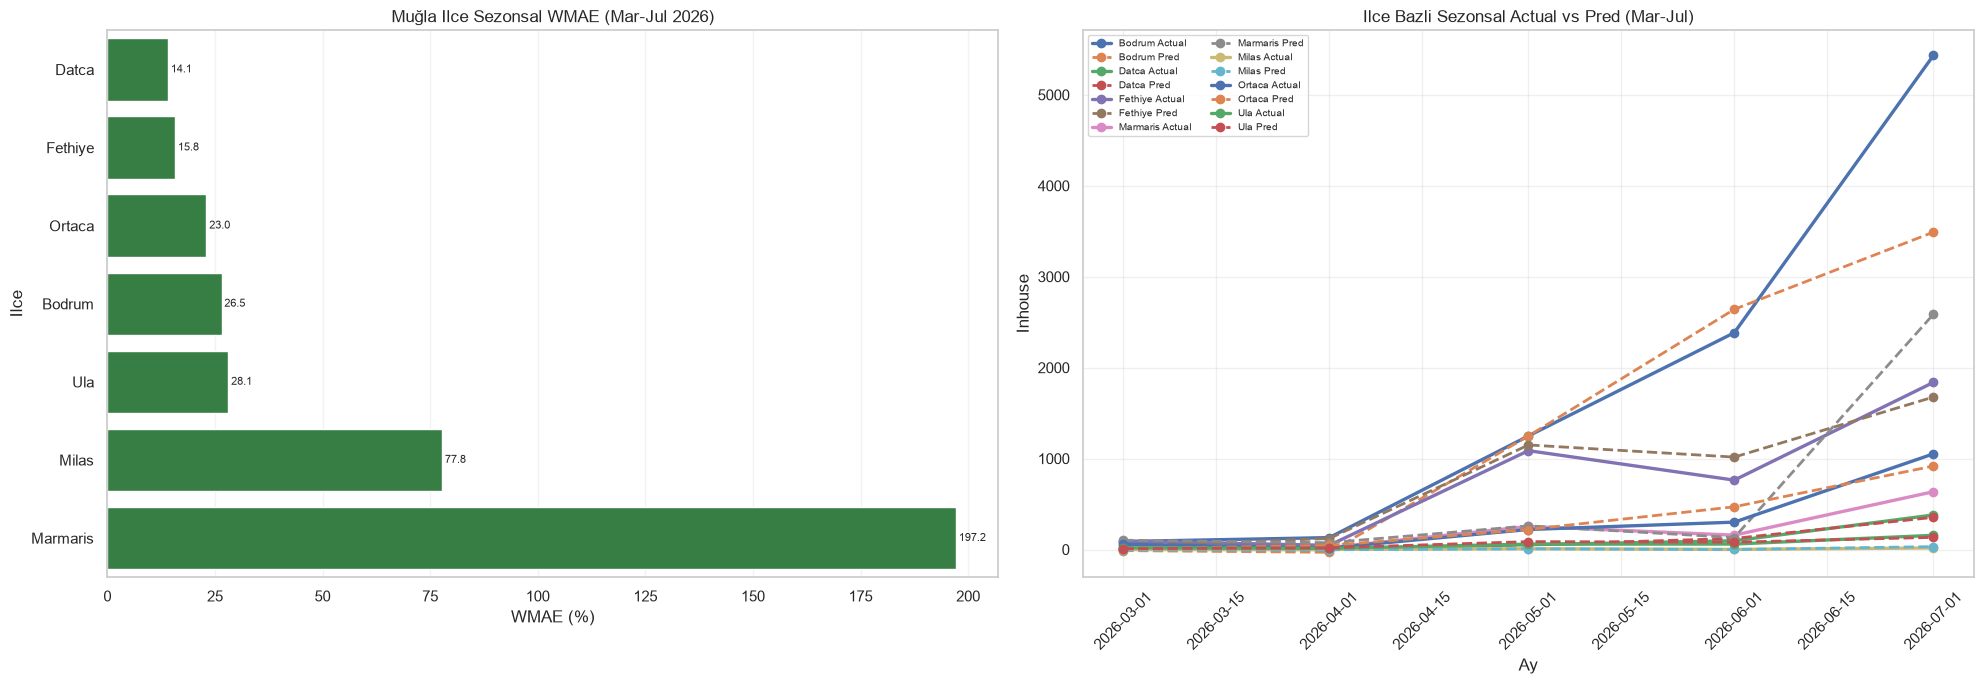 Muğla Ilce Sezonsal WMAE (Mar-Jul 2026)
Ilce
Datca
14.1
Fethiye
15.8
Ortaca
23.0
Bodrum
26.5
Ula
28.1
Milas
77.8
Marmaris
197.2
0 25 50 75 100 125 150 175 200
WMAE (%)
Ilce Bazli Sezonsal Actual vs Pred (Mar-Jul)
Bodrum Actual
Bodrum Pred
Datca Actual
Datca Pred
Fethiye Actual
Fethiye Pred
Marmaris Actual
Marmaris Pred
Milas Actual
Milas Pred
Ortaca Actual
Ortaca Pred
Ula Actual
Ula Pred
Inhouse
5000
4000
3000
2000
1000
0
2026-03-01
2026-03-15
2026-04-01
2026-04-15
2026-05-01
2026-05-15
2026-06-01
2026-06-15
2026-07-01
Ay